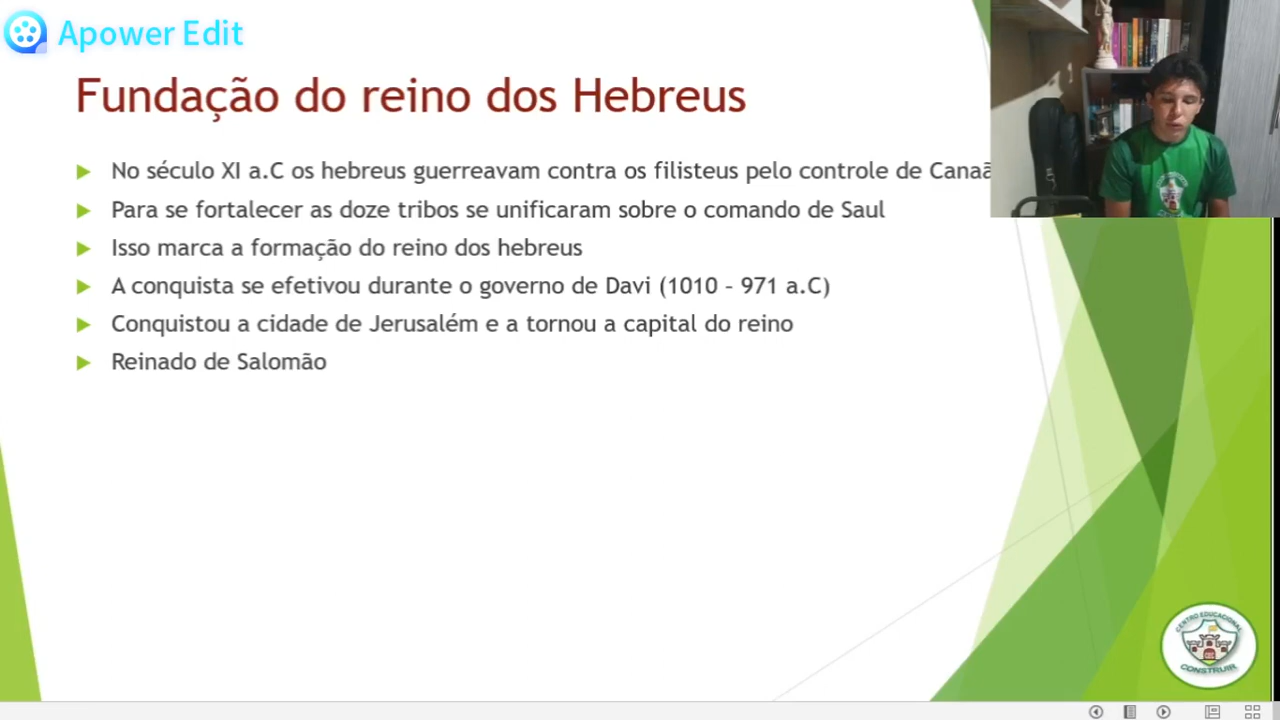 Apower Edit
Fundação do reino dos Hebreus
No século XI a.C os hebreus guerreavam contra os filisteus pelo controle de Canaã
Para se fortalecer as doze tribos se unificaram sobre o comando de Saul
Isso marca a formação do reino dos hebreus
A conquista se efetivou durante o governo de Davi (1010 – 971 a.C)
Conquistou a cidade de Jerusalém e a tornou a capital do reino
Reinado de Salomão
CENTRO EDUCACIONAL
CONSTRUIR